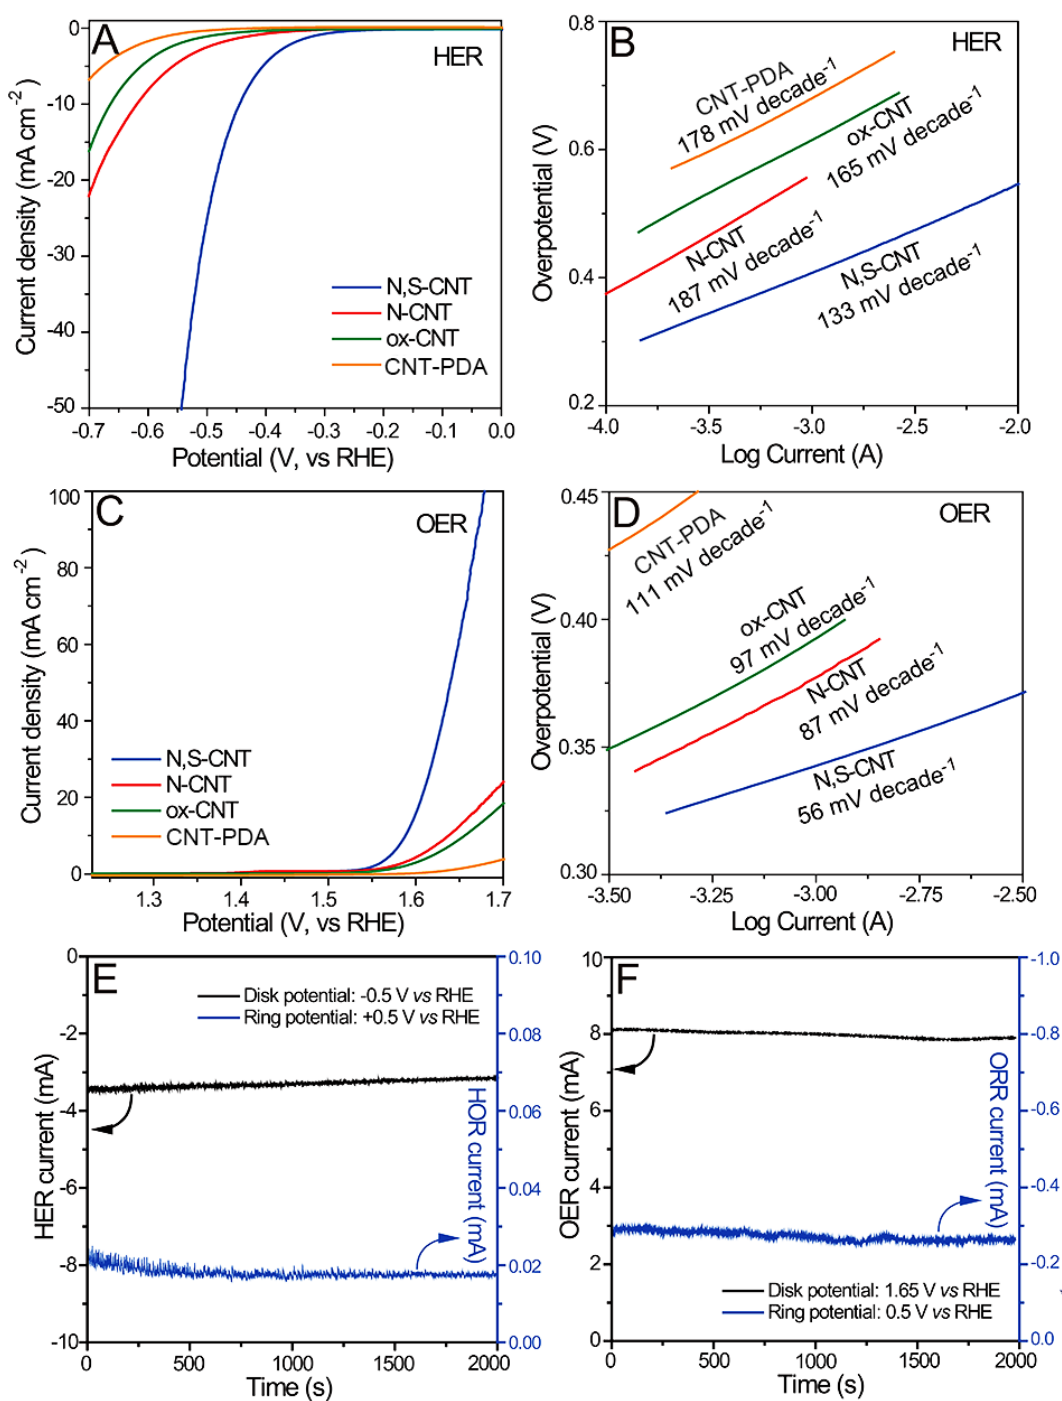 A
HER
0
-10
-20
-30
-40
-50
Current density (mA cm-2)
N,S-CNT
N-CNT
ox-CNT
CNT-PDA
-0.7 -0.6 -0.5 -0.4 -0.3 -0.2 -0.1 0.0
Potential (V, vs RHE)
B
HER
0.8
0.6
0.4
0.2
Overpotential (V)
CNT-PDA
178 mV decade-1
ox-CNT
165 mV decade-1
N-CNT
187 mV decade-1
N,S-CNT
133 mV decade-1
-4.0 -3.5 -3.0 -2.5 -2.0
Log Current (A)
C
OER
100
80
60
40
20
0
Current density (mA cm-2)
N,S-CNT
N-CNT
ox-CNT
CNT-PDA
1.3 1.4 1.5 1.6 1.7
Potential (V, vs RHE)
D
OER
0.45
0.40
0.35
0.30
Overpotential (V)
CNT-PDA
111 mV decade-1
ox-CNT
97 mV decade-1
N-CNT
87 mV decade-1
N,S-CNT
56 mV decade-1
-3.50 -3.25 -3.00 -2.75 -2.50
Log Current (A)
E
Disk potential: -0.5 V vs RHE
Ring potential: +0.5 V vs RHE
0
-2
-4
-6
-8
-10
HER current (mA)
0.10
0.08
0.06
0.04
0.02
0.00
HOR current (mA)
0 500 1000 1500 2000
Time (s)
F
10
8
6
4
2
0
OER current (mA)
-1.0
-0.8
-0.6
-0.4
-0.2
0.0
ORR current (mA)
Disk potential: 1.65 V vs RHE
Ring potential: 0.5 V vs RHE
0 500 1000 1500 2000
Time (s)